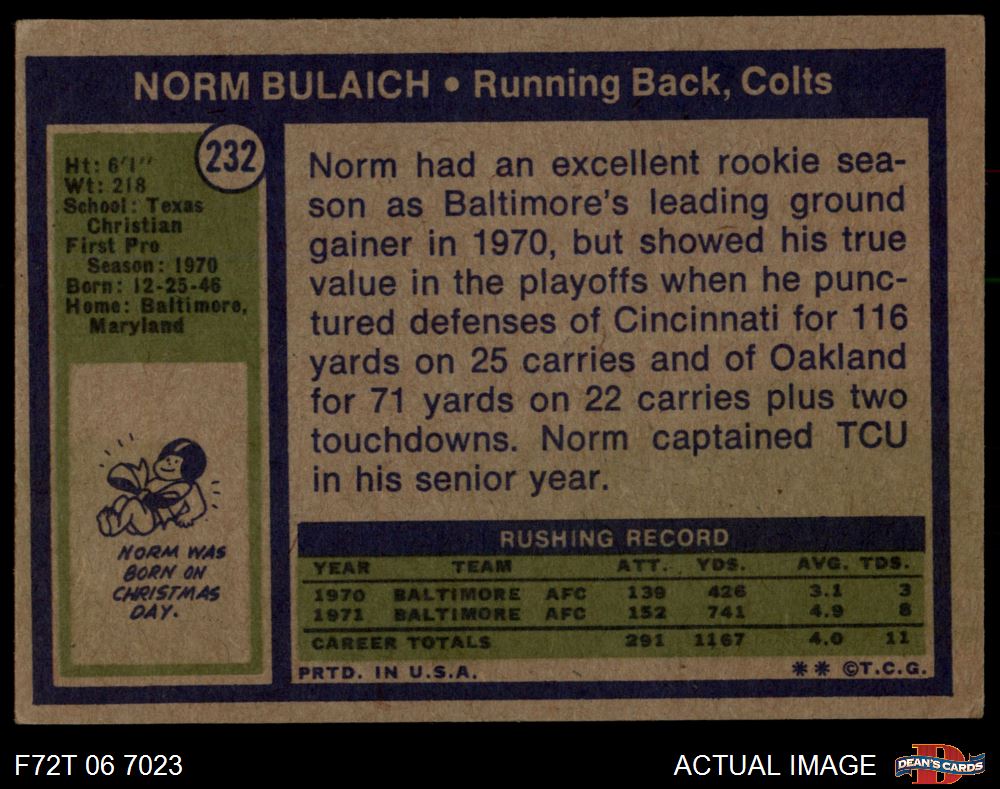 NORM BULAICH • Running Back, Colts
232
Ht: 6'1"
Wt: 218
School: Texas
Christian
First Pro
Season: 1970
Born: 12-25-46
Home: Baltimore,
Maryland
NORM WAS
BORN ON
CHRISTMAS
DAY.
Norm had an excellent rookie sea-
son as Baltimore's leading ground
gainer in 1970, but showed his true
value in the playoffs when he punc-
tured defenses of Cincinnati for 116
yards on 25 carries and of Oakland
for 71 yards on 22 carries plus two
touchdowns. Norm captained TCU
in his senior year.
RUSHING RECORD
YEAR TEAM ATT. YDS. AVG. TDS.
1970 BALTIMORE AFC 139 426 3.1 3
1971 BALTIMORE AFC 152 741 4.9 8
CAREER TOTALS 291 1167 4.0 11
PRTD. IN U.S.A. ** ©T.C.G.
F72T 06 7023 ACTUAL IMAGE
D
DEAN'S CARDS